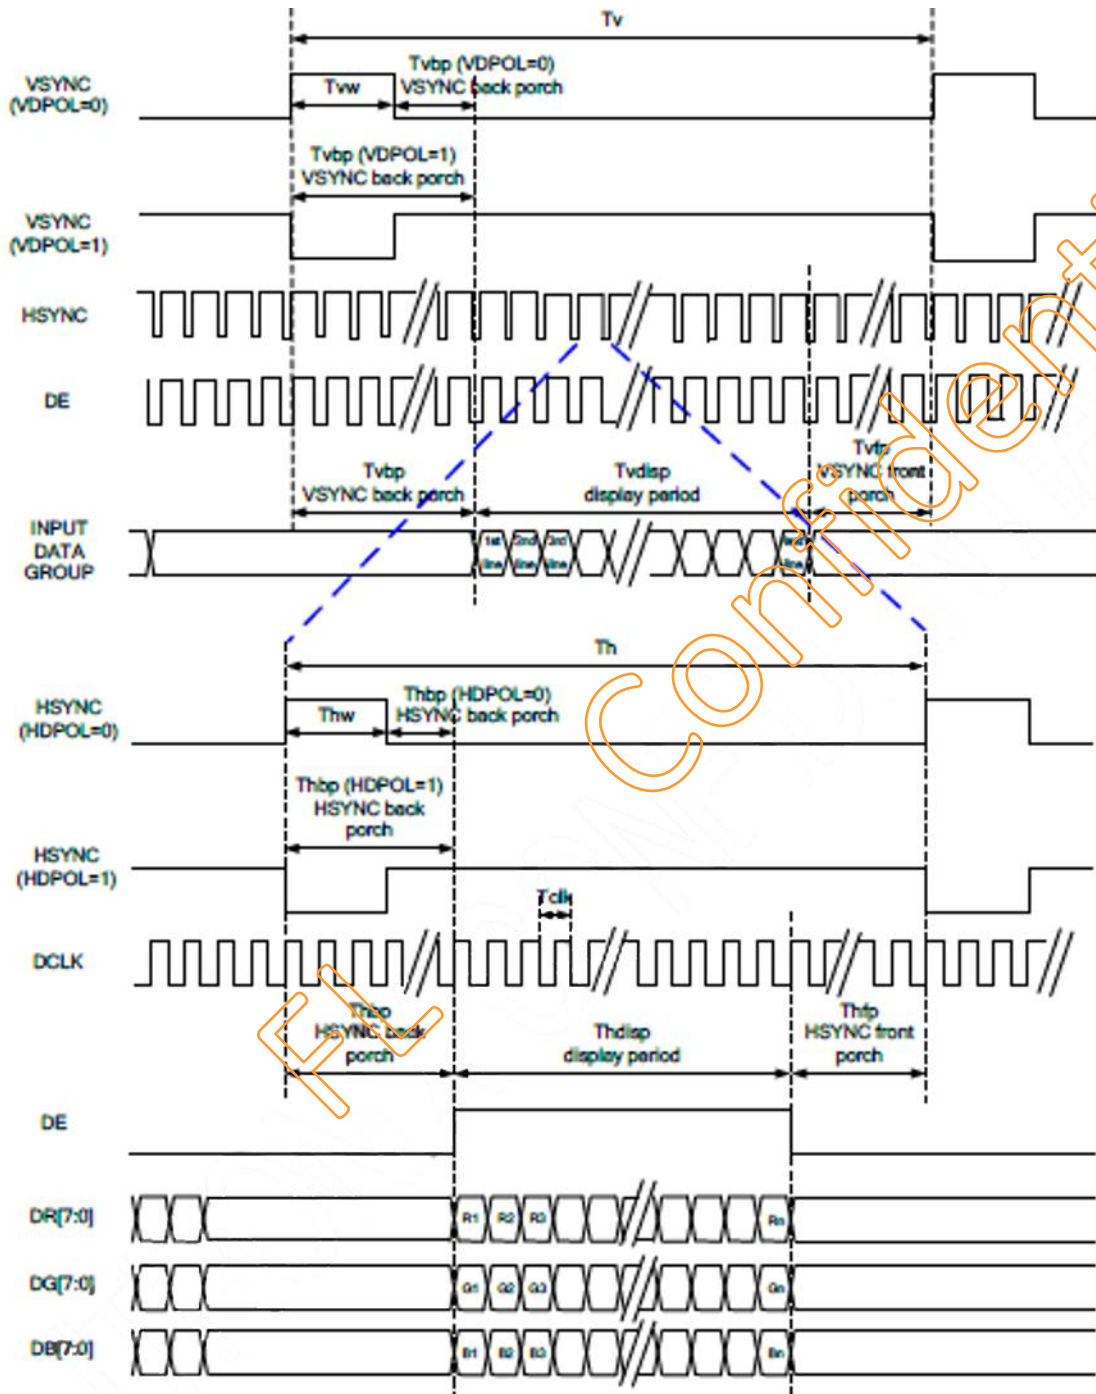 Tv
VSYNC
(VDPOL=0)
Tvw
Tvbp (VDPOL=0)
VSYNC back porch
Tvbp (VDPOL=1)
VSYNC back porch
VSYNC
(VDPOL=1)
HSYNC
DE
Tvbp
VSYNC back porch
Tvdisp
display period
Tvfp
VSYNC front
porch
INPUT
DATA
GROUP
1st
line
2nd
line
3rd
line
line
Th
HSYNC
(HDPOL=0)
Thw
Thbp (HDPOL=0)
HSYNC back porch
Thbp (HDPOL=1)
HSYNC back
porch
HSYNC
(HDPOL=1)
Tclk
DCLK
Thbp
HSYNC back
porch
Thdisp
display period
Thfp
HSYNC front
porch
DE
DR[7:0]
R1 R2 R3 Rn
DG[7:0]
G1 G2 G3 Gn
DB[7:0]
B1 B2 B3 Bn
FL Confident